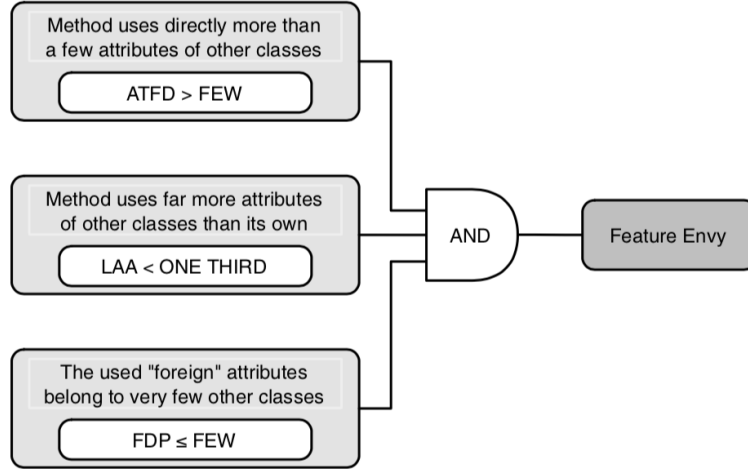 Method uses directly more than
a few attributes of other classes
ATFD > FEW
Method uses far more attributes
of other classes than its own
LAA < ONE THIRD
The used "foreign" attributes
belong to very few other classes
FDP ≤ FEW
AND
Feature Envy